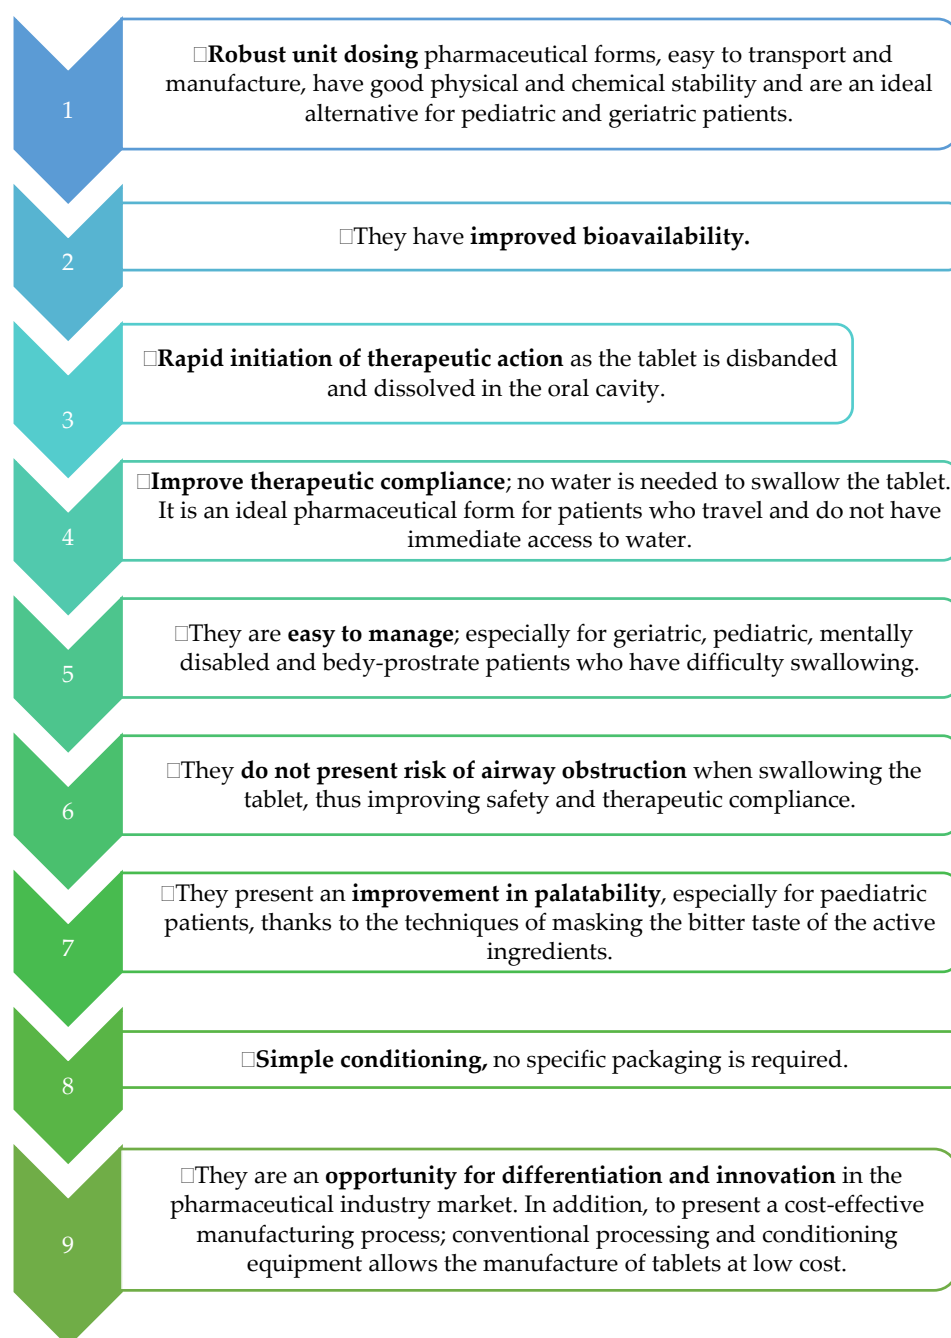 1
□Robust unit dosing pharmaceutical forms, easy to transport and
manufacture, have good physical and chemical stability and are an ideal
alternative for pediatric and geriatric patients.
2
□They have improved bioavailability.
3
□Rapid initiation of therapeutic action as the tablet is disbanded
and dissolved in the oral cavity.
4
□Improve therapeutic compliance; no water is needed to swallow the tablet.
It is an ideal pharmaceutical form for patients who travel and do not have
immediate access to water.
5
□They are easy to manage; especially for geriatric, pediatric, mentally
disabled and bedy-prostrate patients who have difficulty swallowing.
6
□They do not present risk of airway obstruction when swallowing the
tablet, thus improving safety and therapeutic compliance.
7
□They present an improvement in palatability, especially for paediatric
patients, thanks to the techniques of masking the bitter taste of the active
ingredients.
8
□Simple conditioning, no specific packaging is required.
9
□They are an opportunity for differentiation and innovation in the
pharmaceutical industry market. In addition, to present a cost-effective
manufacturing process; conventional processing and conditioning
equipment allows the manufacture of tablets at low cost.